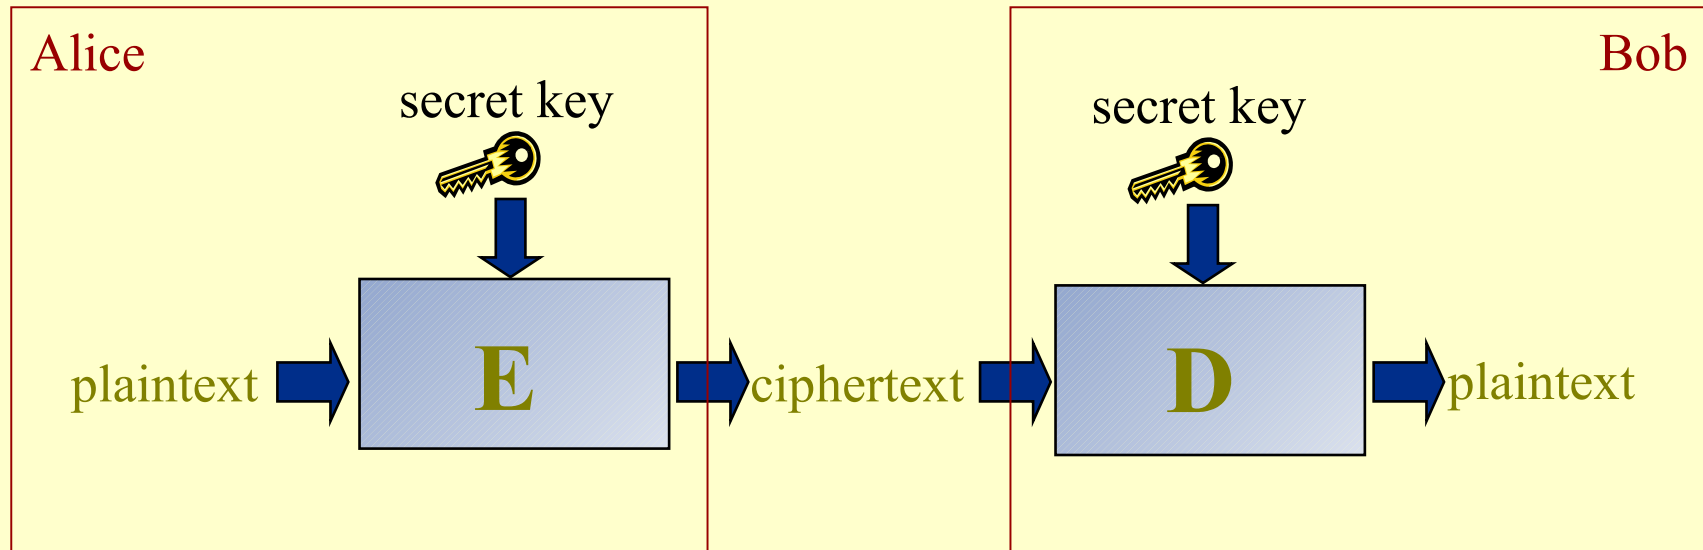 Alice
Bob
secret key
secret key
E
D
plaintext
ciphertext
plaintext